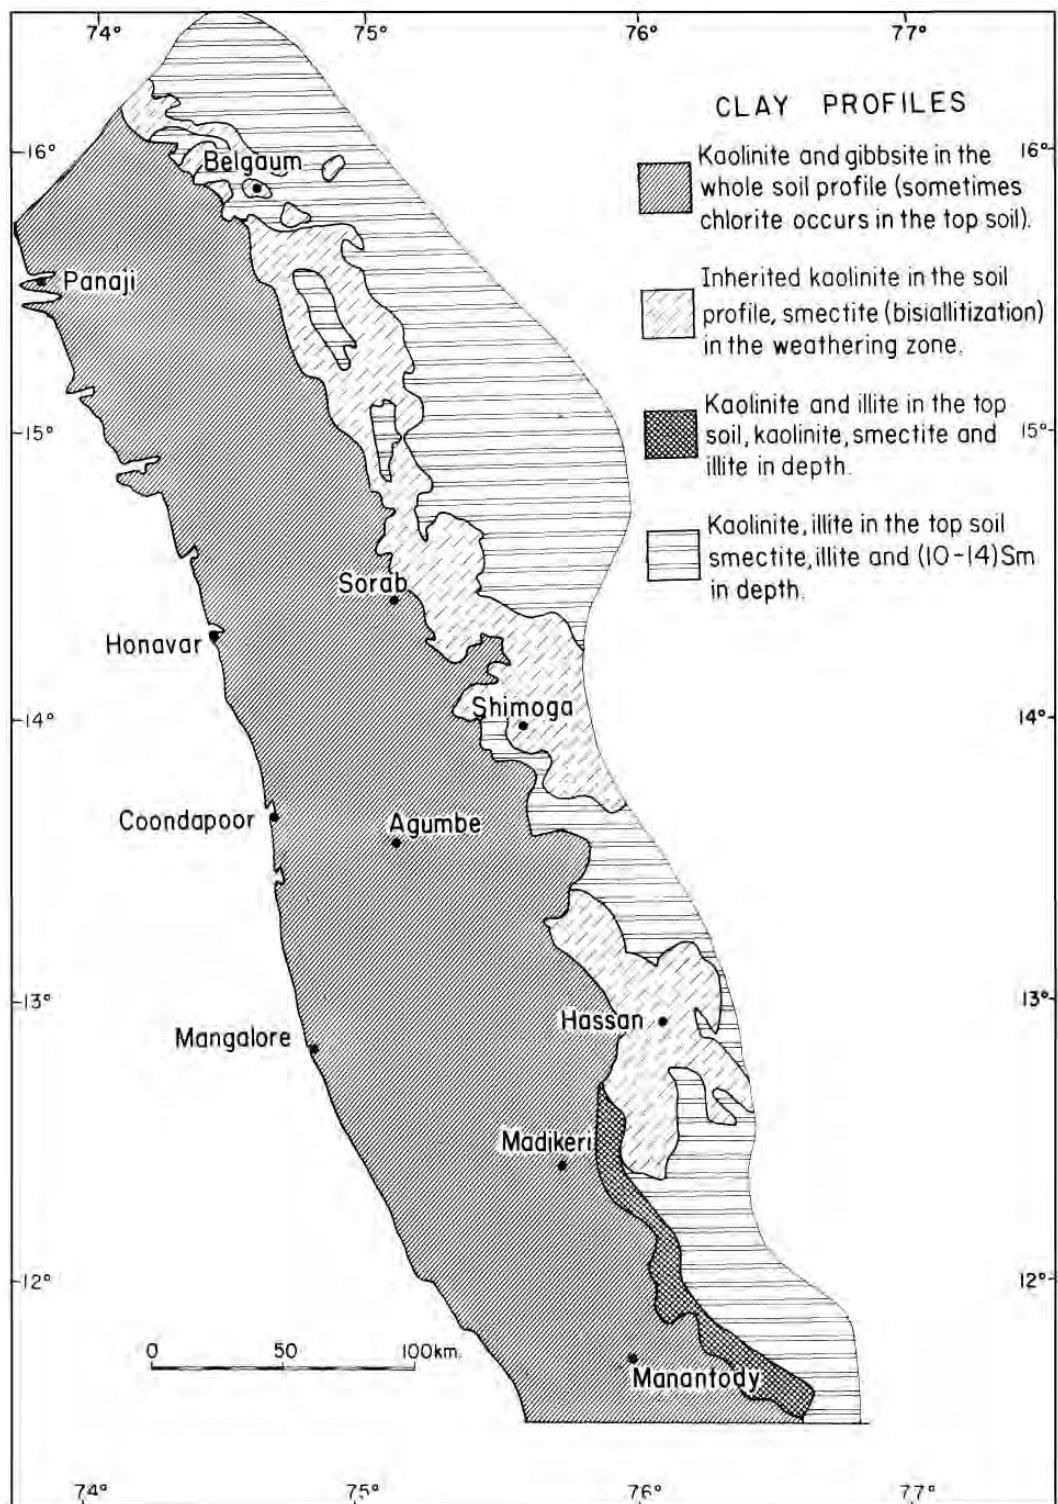 74° 75° 76° 77°
CLAY PROFILES
Kaolinite and gibbsite in the
whole soil profile (sometimes
chlorite occurs in the top soil).
Inherited kaolinite in the soil
profile, smectite (bisiallitization)
in the weathering zone.
Kaolinite and illite in the top
soil, kaolinite, smectite and
illite in depth.
Kaolinite, illite in the top soil
smectite, illite and (10-14) Sm
in depth.
16° 16°
Belgaum
Panaji
15° 15°
Sorab
Honavar
Shimoga
14° 14°
Coondapoor
Agumbe
13° 13°
Hassan
Mangalore
Madikeri
12° 12°
0 50 100 km.
Manantody
74° 75° 76° 77°